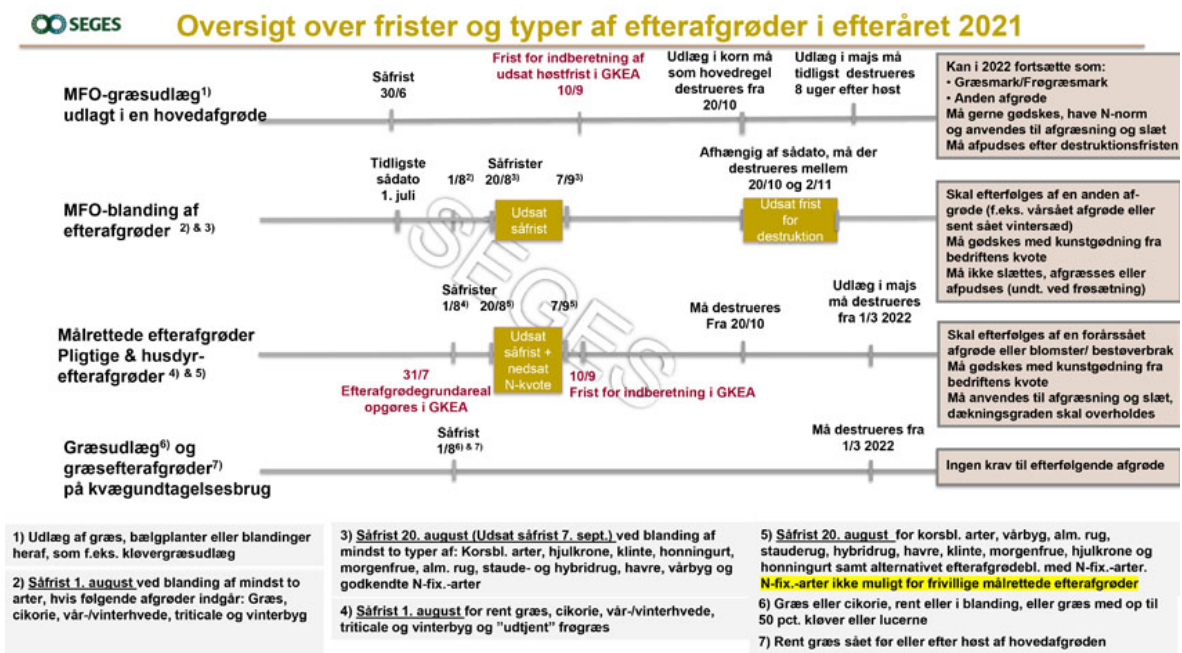 SEGES
Oversigt over frister og typer af efterafgrøder i efteråret 2021
MFO-græsudlæg1)
udlagt i en hovedafgrøde
Såfrist
30/6
Frist for indberetning af
udsat høstfrist i GKEA
10/9
Udlæg i korn må
som hovedregel
destrueres fra
20/10
Udlæg i majs må
tidligst destrueres
8 uger efter høst
Kan i 2022 fortsætte som:
• Græsmark/Frøgræsmark
• Anden afgrøde
Må gerne gødskes, have N-norm
og anvendes til afgræsning og slæt
Må afpudses efter destruktionsfristen
MFO-blanding af
efterafgrøder 2) & 3)
Tidligste
sådato
1. juli
Såfrister
1/82) 20/83) 7/93)
Udsat
såfrist
Afhængig af sådato, må der
destrueres mellem
20/10 og 2/11
Udsat frist
for
destruktion
Skal efterfølges af en anden af-
grøde (f.eks. vårsået afgrøde eller
sent sået vintersæd)
Må gødskes med kunstgødning fra
bedriftens kvote
Må ikke slættes, afgræsses eller
afpudses (undt. ved frøsætning)
SEGES
Målrettede efterafgrøder
Pligtige & husdyr-
efterafgrøder 4) & 5)
Såfrister
1/84) 20/85) 7/95)
Udsat
såfrist +
nedsat
N-kvote
31/7
Efterafgrødegrundareal
opgøres i GKEA
10/9
Frist for indberetning i GKEA
Må destrueres
Fra 20/10
Udlæg i majs
må destrueres
fra 1/3 2022
Skal efterfølges af en forårssået
afgrøde eller blomster/ bestøverbrak
Må gødskes med kunstgødning fra
bedriftens kvote
Må anvendes til afgræsning og slæt,
dækningsgraden skal overholdes
Græsudlæg6) og
græsefterafgrøder7)
på kvægundtagelsesbrug
Såfrist
1/86) & 7)
Må destrueres fra
1/3 2022
Ingen krav til efterfølgende afgrøde
1) Udlæg af græs, bælgplanter eller blandinger
heraf, som f.eks. kløvergræsudlæg
2) Såfrist 1. august ved blanding af mindst to
arter, hvis følgende afgrøder indgår: Græs,
cikorie, vår-/vinterhvede, triticale og vinterbyg
3) Såfrist 20. august (Udsat såfrist 7. sept.) ved blanding af
mindst to typer af: Korsbl. arter, hjulkrone, klinte, honningurt,
morgenfrue, alm. rug, staude- og hybridrug, havre, vårbyg og
godkendte N-fix.-arter
4) Såfrist 1. august for rent græs, cikorie, vår-/vinterhvede,
triticale og vinterbyg og ”udtjent” frøgræs
5) Såfrist 20. august for korsbl. arter, vårbyg, alm. rug,
stauderug, hybridrug, havre, klinte, morgenfrue, hjulkrone og
honningurt samt alternativet efterafgrødebl. med N-fix.-arter.
N-fix.-arter ikke muligt for frivillige målrettede efterafgrøder
6) Græs eller cikorie, rent eller i blanding, eller græs med op til
50 pct. kløver eller lucerne
7) Rent græs sået før eller efter høst af hovedafgrøden